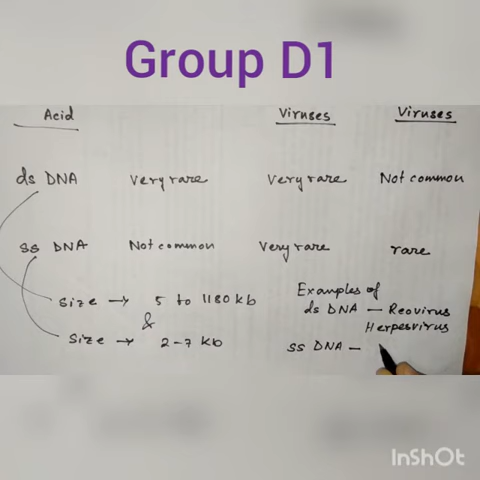 Group D1
Acid Viruses Viruses
ds DNA Very rare Very rare Not common
ss DNA Not common Very rare rare
Size → 5 to 1180 kb
&
Size → 2-7 kb
Examples of
ds DNA — Reovirus
Herpesvirus
ss DNA —
InShOt